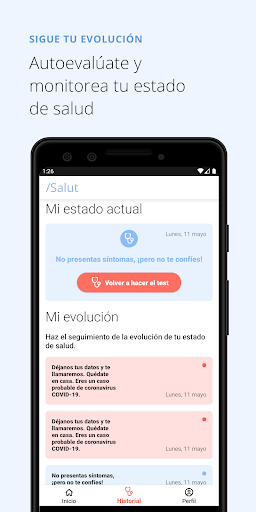 SIGUE TU EVOLUCIÓN
Autoevalúate y
monitorea tu estado
de salud
1:26
/Salut
Mi estado actual
Lunes, 11 mayo
No presentas síntomas, ¡pero no te confíes!
Volver a hacer el test
Mi evolución
Haz el seguimiento de la evolución de tu estado
de salud.
Déjanos tus datos y te
llamaremos. Quédate
en casa. Eres un caso
probable de coronavirus
COVID-19.
Lunes, 11 mayo
Déjanos tus datos y te
llamaremos. Quédate
en casa. Eres un caso
probable de coronavirus
COVID-19.
Lunes, 11 mayo
No presentas síntomas,
¡pero no te confíes!
Lunes, 11 mayo
Inicio
Historial
Perfil